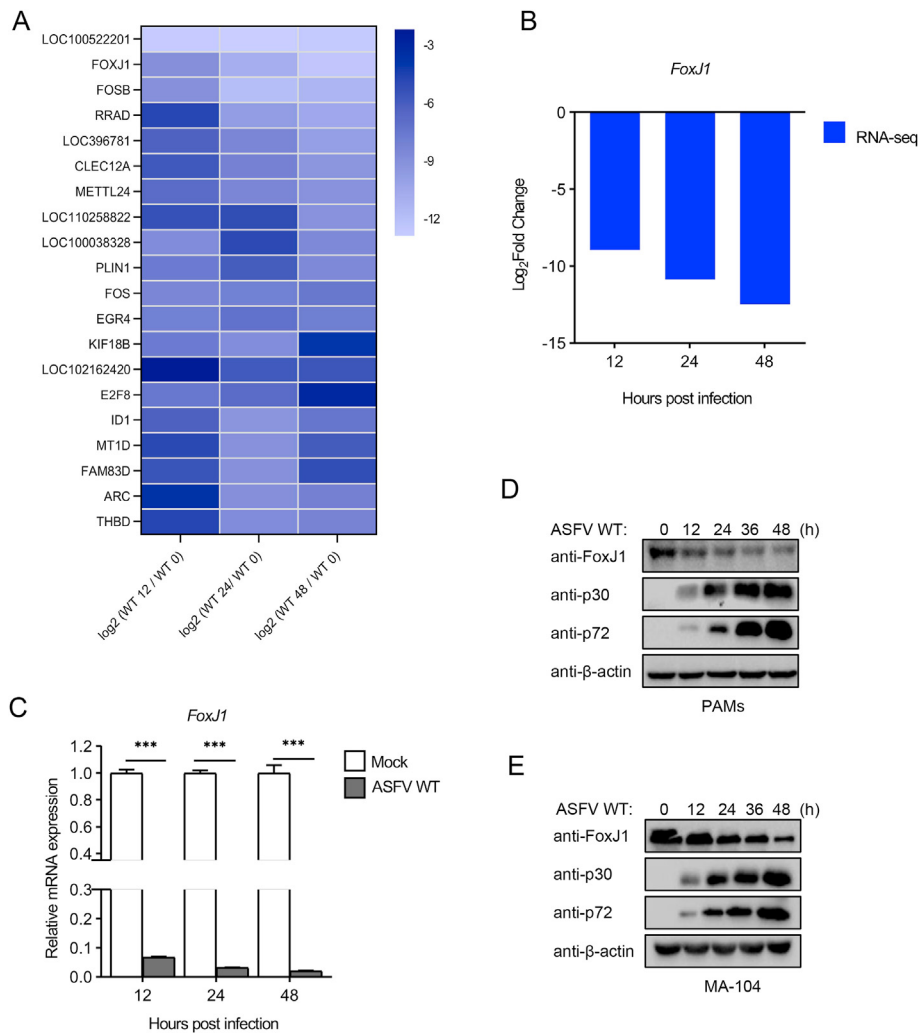 A
LOC100522201
FOXJ1
FOSB
RRAD
LOC396781
CLEC12A
METTL24
LOC110258822
LOC100038328
PLIN1
FOS
EGR4
KIF18B
LOC102162420
E2F8
ID1
MT1D
FAM83D
ARC
THBD
-3
-6
-9
-12
log2 (WT 12 / WT 0)
log2 (WT 24/ WT 0)
log2 (WT 48 / WT 0)
B
FoxJ1
0
-5
-10
-15
Log2Fold Change
12 24 48
Hours post infection
RNA-seq
C
FoxJ1
Relative mRNA expression
1.2
1.0
0.8
0.6
0.4
0.3
0.2
0.1
0.0
*** *** ***
12 24 48
Hours post infection
Mock
ASFV WT
D
ASFV WT: 0 12 24 36 48 (h)
anti-FoxJ1
anti-p30
anti-p72
anti-β-actin
PAMs
E
ASFV WT: 0 12 24 36 48 (h)
anti-FoxJ1
anti-p30
anti-p72
anti-β-actin
MA-104